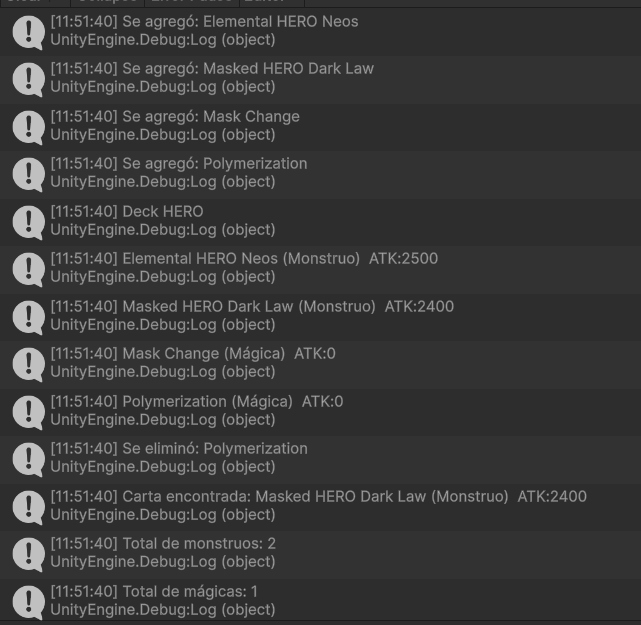 [11:51:40] Se agregó: Elemental HERO Neos
UnityEngine.Debug:Log (object)
[11:51:40] Se agregó: Masked HERO Dark Law
UnityEngine.Debug:Log (object)
[11:51:40] Se agregó: Mask Change
UnityEngine.Debug:Log (object)
[11:51:40] Se agregó: Polymerization
UnityEngine.Debug:Log (object)
[11:51:40] Deck HERO
UnityEngine.Debug:Log (object)
[11:51:40] Elemental HERO Neos (Monstruo)  ATK:2500
UnityEngine.Debug:Log (object)
[11:51:40] Masked HERO Dark Law (Monstruo)  ATK:2400
UnityEngine.Debug:Log (object)
[11:51:40] Mask Change (Mágica)  ATK:0
UnityEngine.Debug:Log (object)
[11:51:40] Polymerization (Mágica)  ATK:0
UnityEngine.Debug:Log (object)
[11:51:40] Se eliminó: Polymerization
UnityEngine.Debug:Log (object)
[11:51:40] Carta encontrada: Masked HERO Dark Law (Monstruo)  ATK:2400
UnityEngine.Debug:Log (object)
[11:51:40] Total de monstruos: 2
UnityEngine.Debug:Log (object)
[11:51:40] Total de mágicas: 1
UnityEngine.Debug:Log (object)